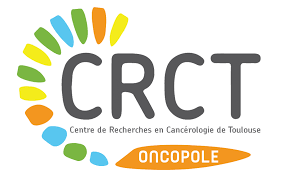 CRCT
Centre de Recherches en Cancérologie de Toulouse
ONCOPOLE